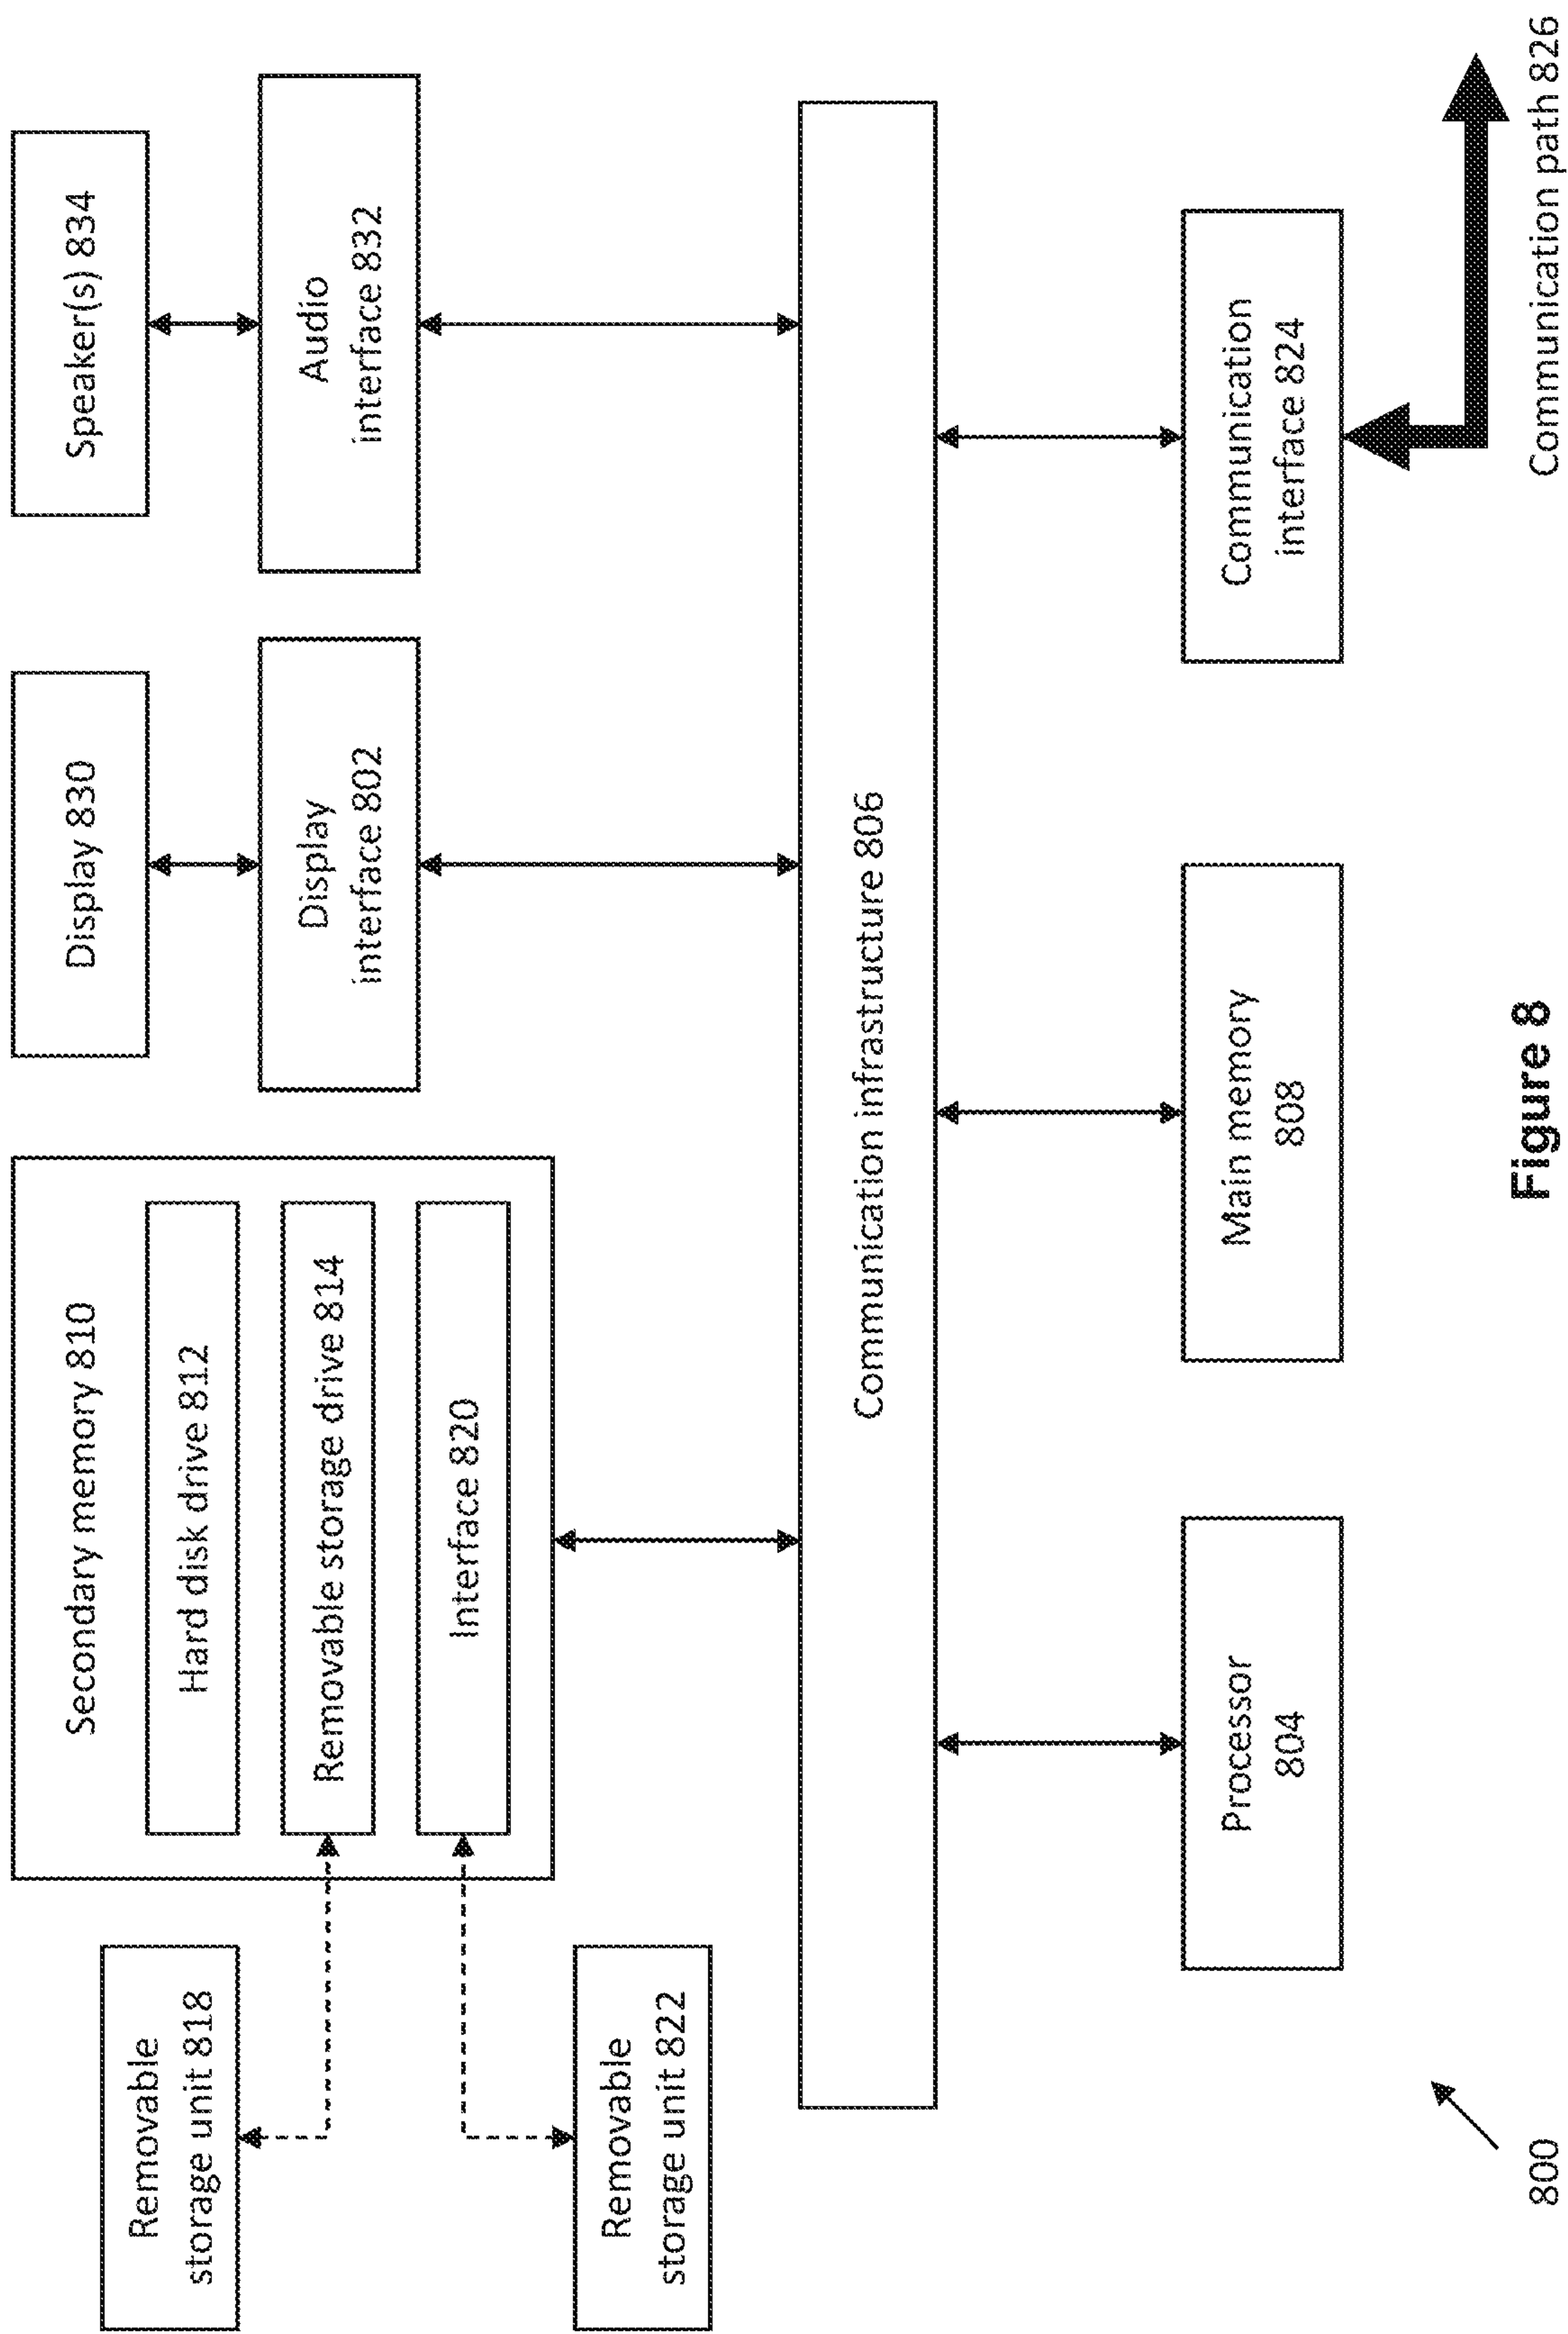 Removable
storage unit 818
Secondary memory 810
Hard disk drive 812
Removable storage drive 814
Interface 820
Removable
storage unit 822
Display 830
Display
interface 802
Speaker(s) 834
Audio
interface 832
Communication infrastructure 806
Processor
804
Main memory
808
Communication
interface 824
Communication path 826
800
Figure 8